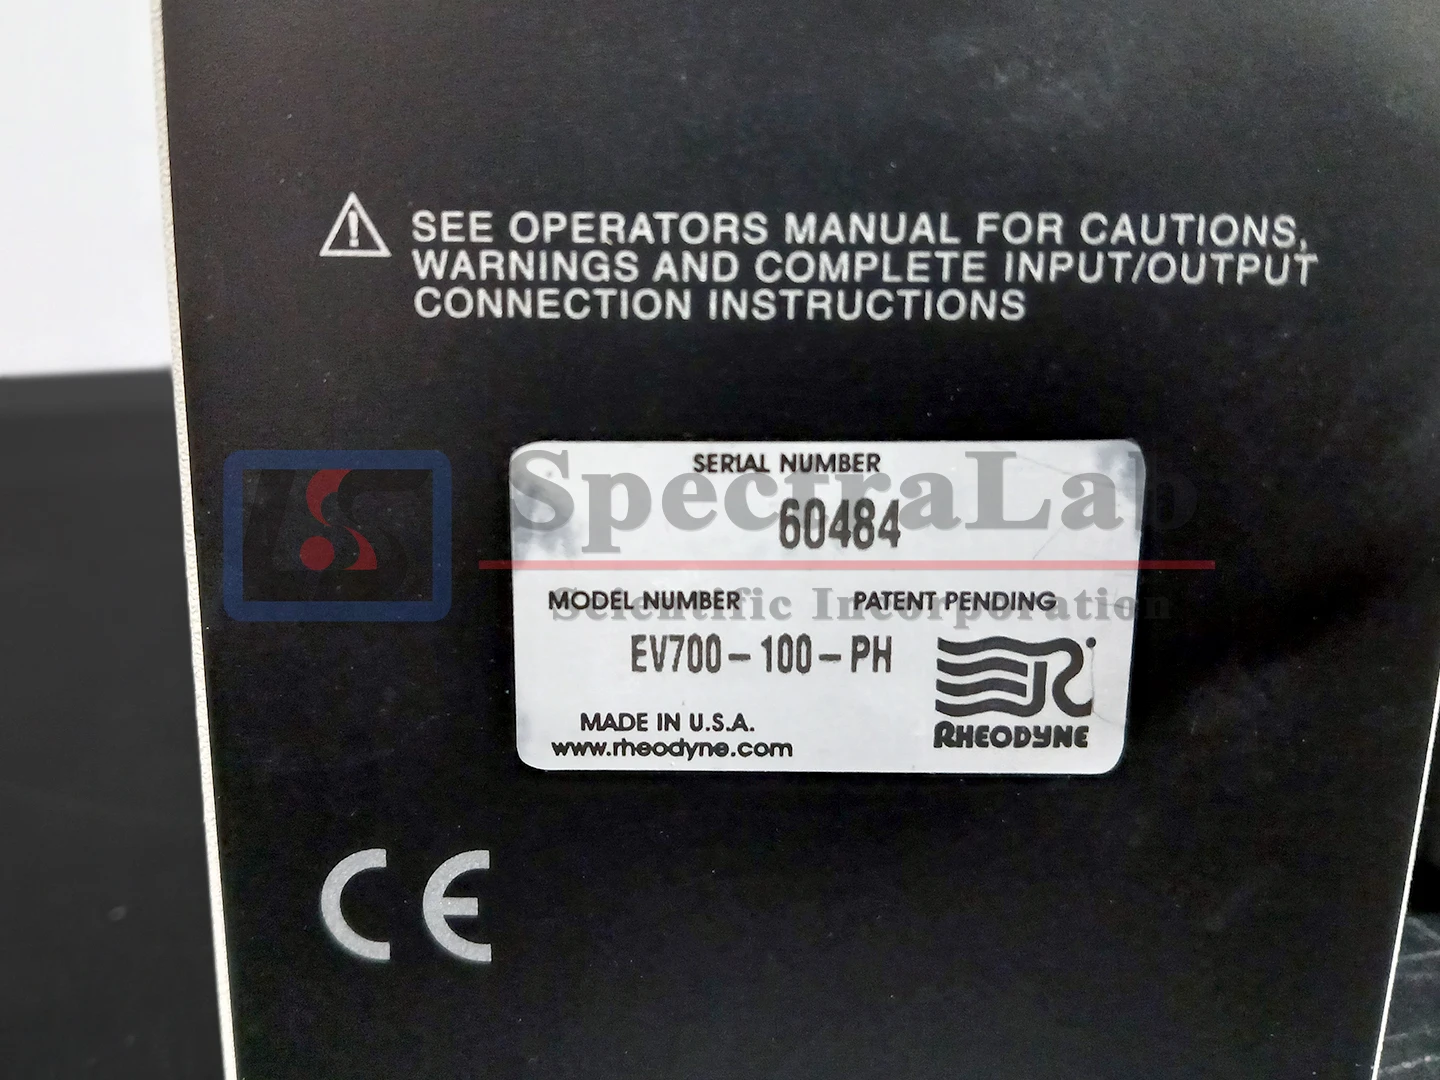 SEE OPERATORS MANUAL FOR CAUTIONS,
WARNINGS AND COMPLETE INPUT/OUTPUT
CONNECTION INSTRUCTIONS
SERIAL NUMBER
60484
SpectraLab
Scientific Incorporation
MODEL NUMBER PATENT PENDING
EV700-100-PH
MADE IN U.S.A.
www.rheodyne.com
RHEODYNE
CE